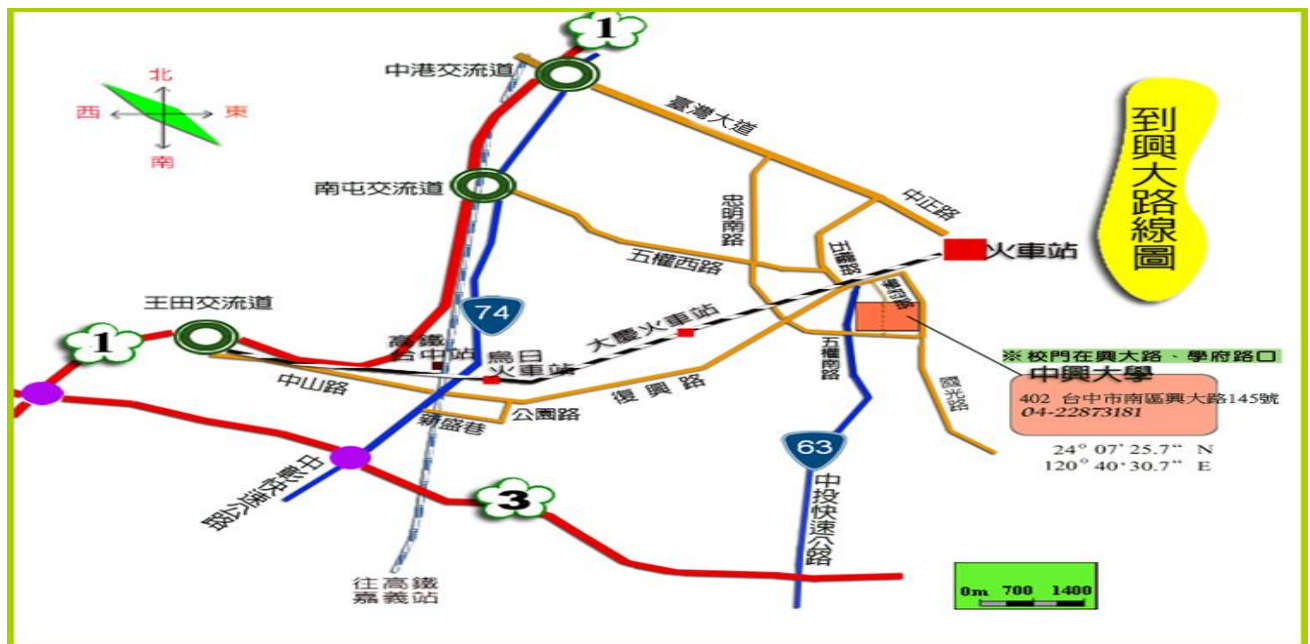 1
中港交流道
北
西 東
南
臺灣大道
到興大路線圖
南屯交流道
忠明南路
中正路
五權西路
五權路
火車站
學府路
王田交流道
74
1
大慶火車站
高鐵
台中站
烏日
火車站
五權南路
※校門在興大路、學府路口
中興大學
中山路
復興路
國光路
402 台中市南區興大路145號
04-22873181
新盛巷
公園路
24° 07' 25.7“ N
120° 40' 30.7“ E
63
中彰快速公路
3
中投快速公路
往高鐵
嘉義站
0m 700 1400